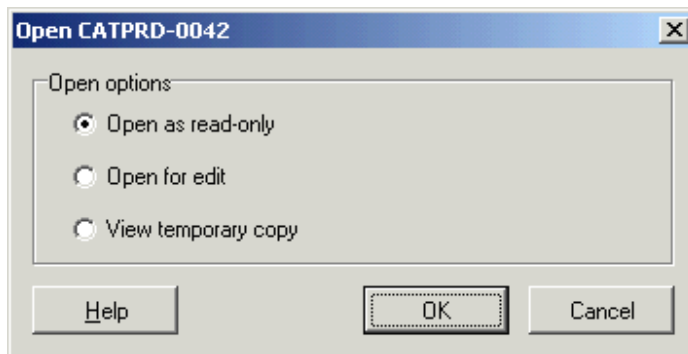 Open CATPRD-0042
Open options
Open as read-only
Open for edit
View temporary copy
Help OK Cancel